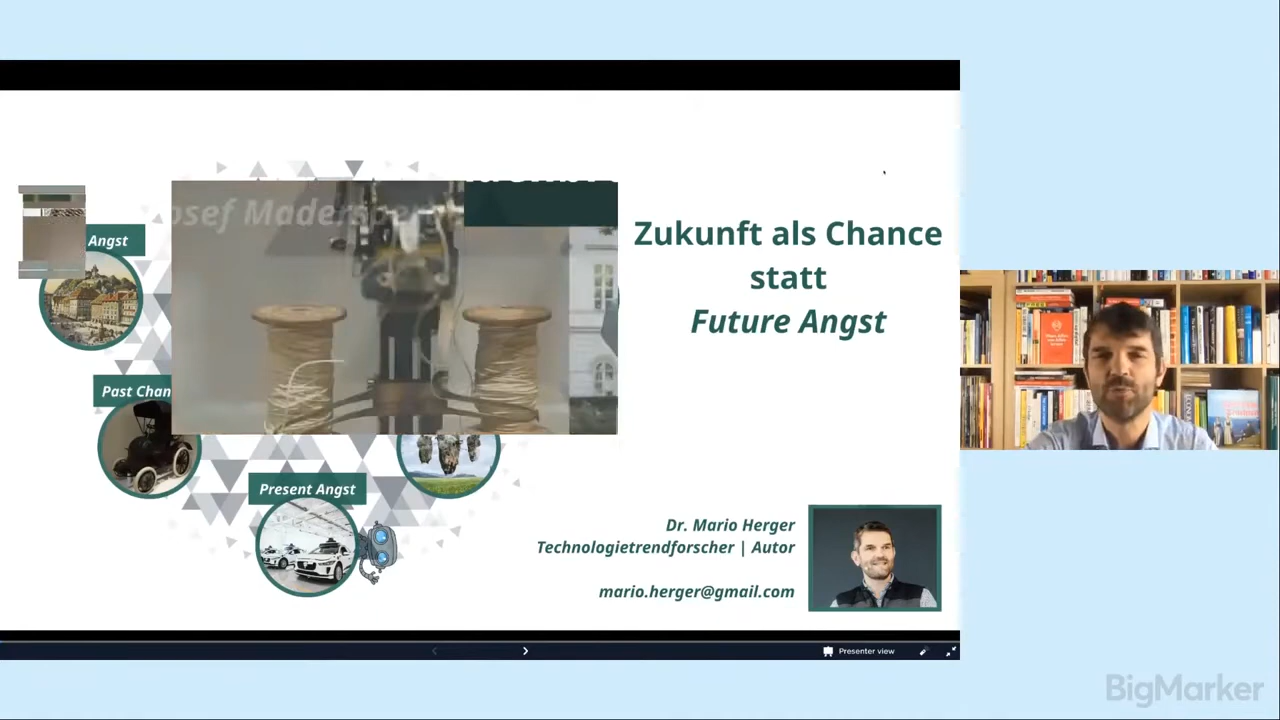 Angst
Zukunft als Chance
statt
Future Angst
Past Chan
Present Angst
Dr. Mario Herger
Technologietrendforscher | Autor
mario.herger@gmail.com
Presenter view
BigMarker